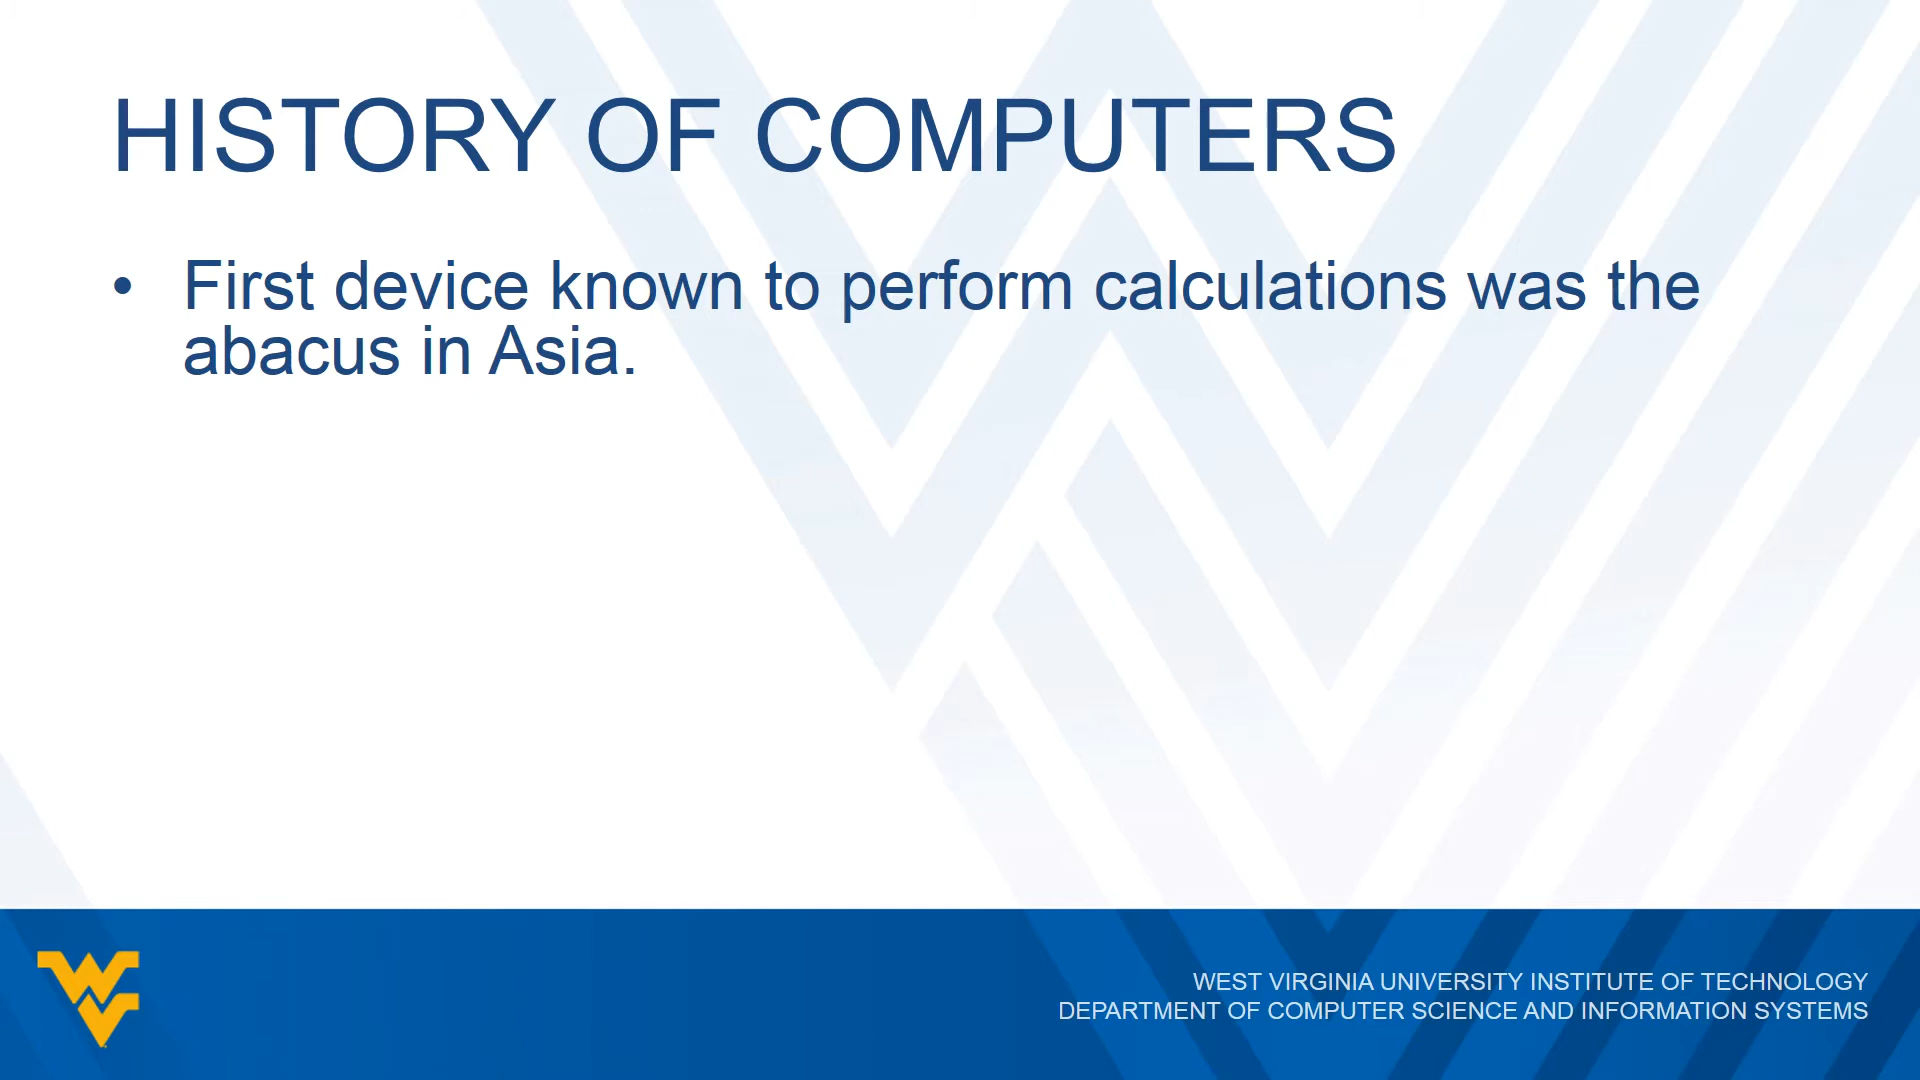 HISTORY OF COMPUTERS
• First device known to perform calculations was the
abacus in Asia.
WEST VIRGINIA UNIVERSITY INSTITUTE OF TECHNOLOGY
DEPARTMENT OF COMPUTER SCIENCE AND INFORMATION SYSTEMS